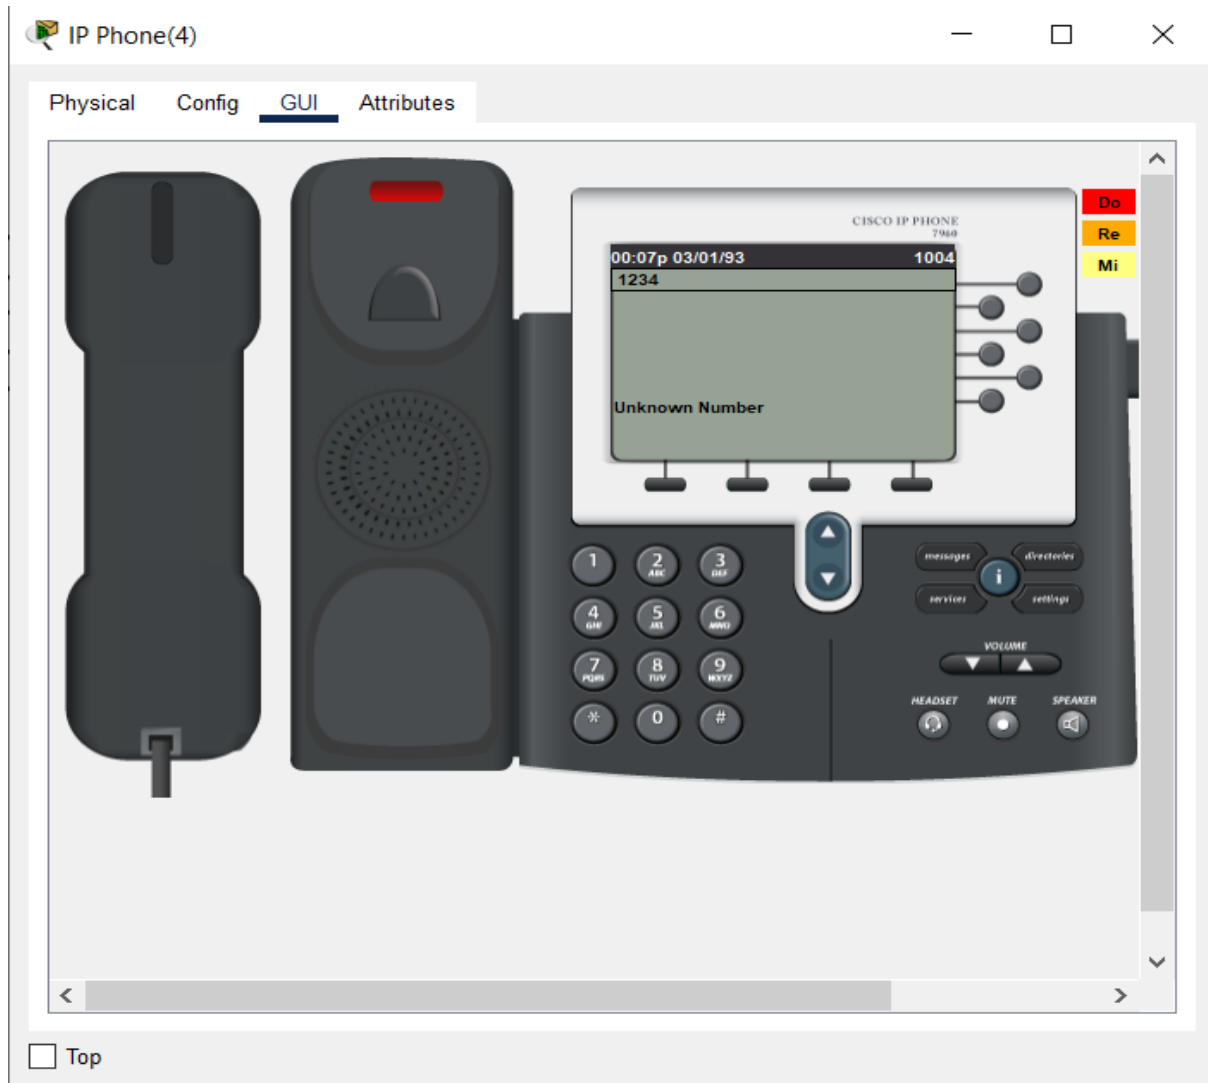 IP Phone(4)
Physical Config GUI Attributes
CISCO IP PHONE
7960
Do
Re
Mi
00:07p 03/01/93 1004
1234
Unknown Number
1
2 ABC
3 DEF
4 GHI
5 JKL
6 MNO
7 PQRS
8 TUV
9 WXYZ
*
0
#
messages
directories
i
services
settings
VOLUME
HEADSET MUTE SPEAKER
Top